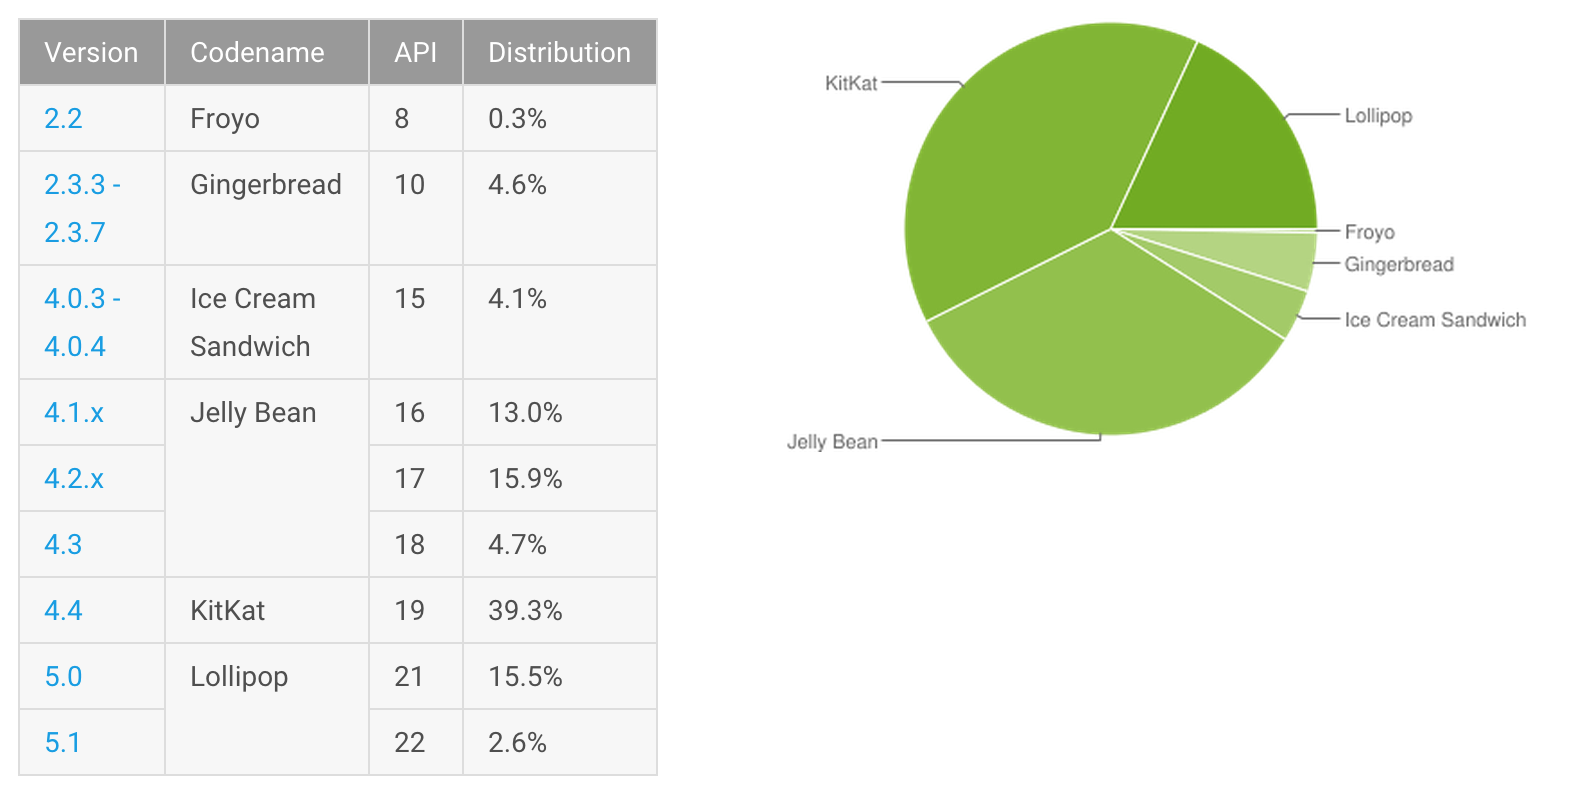 Version Codename API Distribution
2.2 Froyo 8 0.3%
2.3.3 - Gingerbread 10 4.6%
2.3.7
4.0.3 - Ice Cream 15 4.1%
4.0.4 Sandwich
4.1.x Jelly Bean 16 13.0%
4.2.x 17 15.9%
4.3 18 4.7%
4.4 KitKat 19 39.3%
5.0 Lollipop 21 15.5%
5.1 22 2.6%
KitKat
Lollipop
Froyo
Gingerbread
Ice Cream Sandwich
Jelly Bean